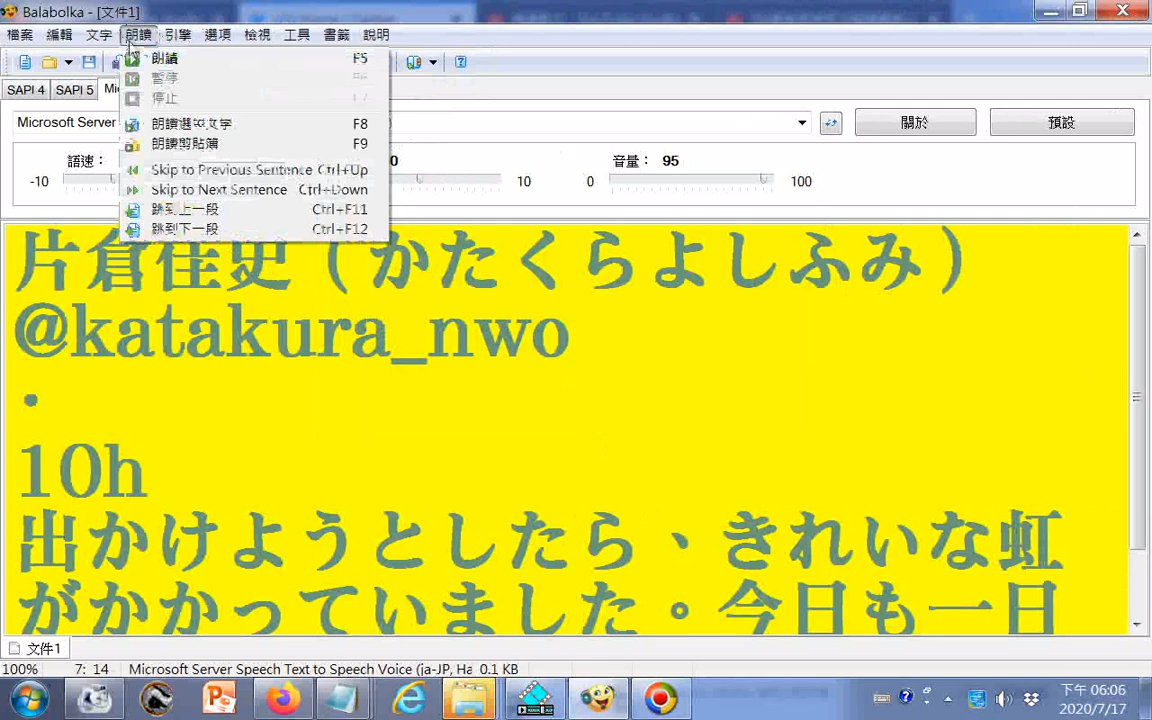 Balabolka - [文件1]
檔案 編輯 文字 朗讀 引擎 選項 檢視 工具 書籤 說明
朗讀 F5
暫停 F6
停止 F7
朗讀選取文字 F8
朗讀剪貼簿 F9
Skip to Previous Sentence Ctrl+Up
Skip to Next Sentence Ctrl+Down
跳到上一段 Ctrl+F11
跳到下一段 Ctrl+F12
SAPI 4 SAPI 5
Microsoft Server
關於 預設
語速： 0 音量： 95
-10 10 0 100
片倉佳史（かたくらよしふみ）
@katakura_nwo
·
10h
出かけようとしたら、きれいな虹
がかかっていました。今日も一日
文件1
100% 7: 14 Microsoft Server Speech Text to Speech Voice (ja-JP, Ha 0.1 KB
下午 06:06
2020/7/17